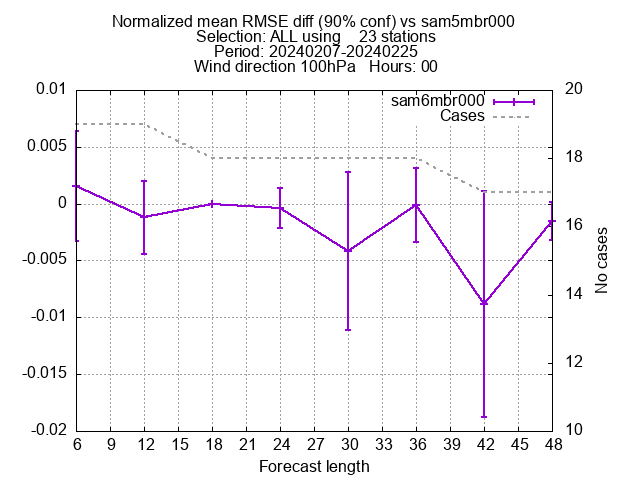 Normalized mean RMSE diff (90% conf) vs sam5mbr000
Selection: ALL using    23 stations
Period: 20240207-20240225
Wind direction 100hPa   Hours: 00
sam6mbr000
Cases
0.01
0.005
0
-0.005
-0.01
-0.015
-0.02
20
18
16
14
12
10
No cases
6 9 12 15 18 21 24 27 30 33 36 39 42 45 48
Forecast length